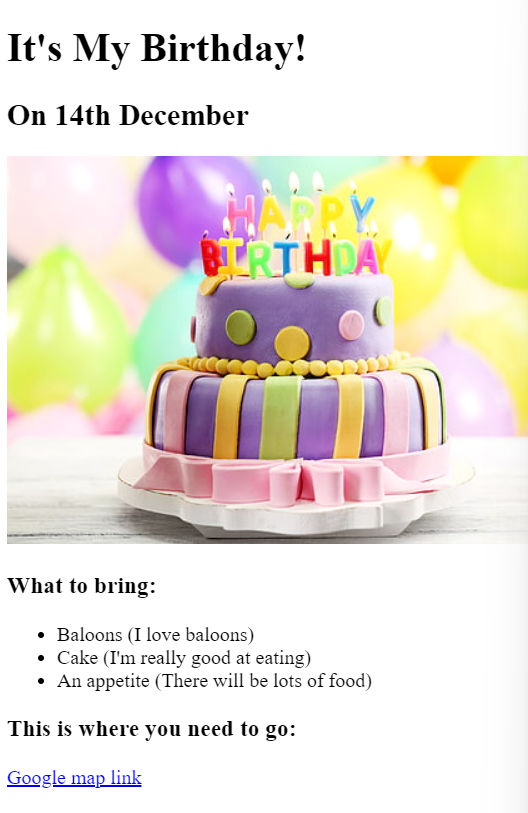 It's My Birthday!
On 14th December
HAPPY
BIRTHDAY
What to bring:
Baloons (I love baloons)
Cake (I'm really good at eating)
An appetite (There will be lots of food)
This is where you need to go:
Google map link